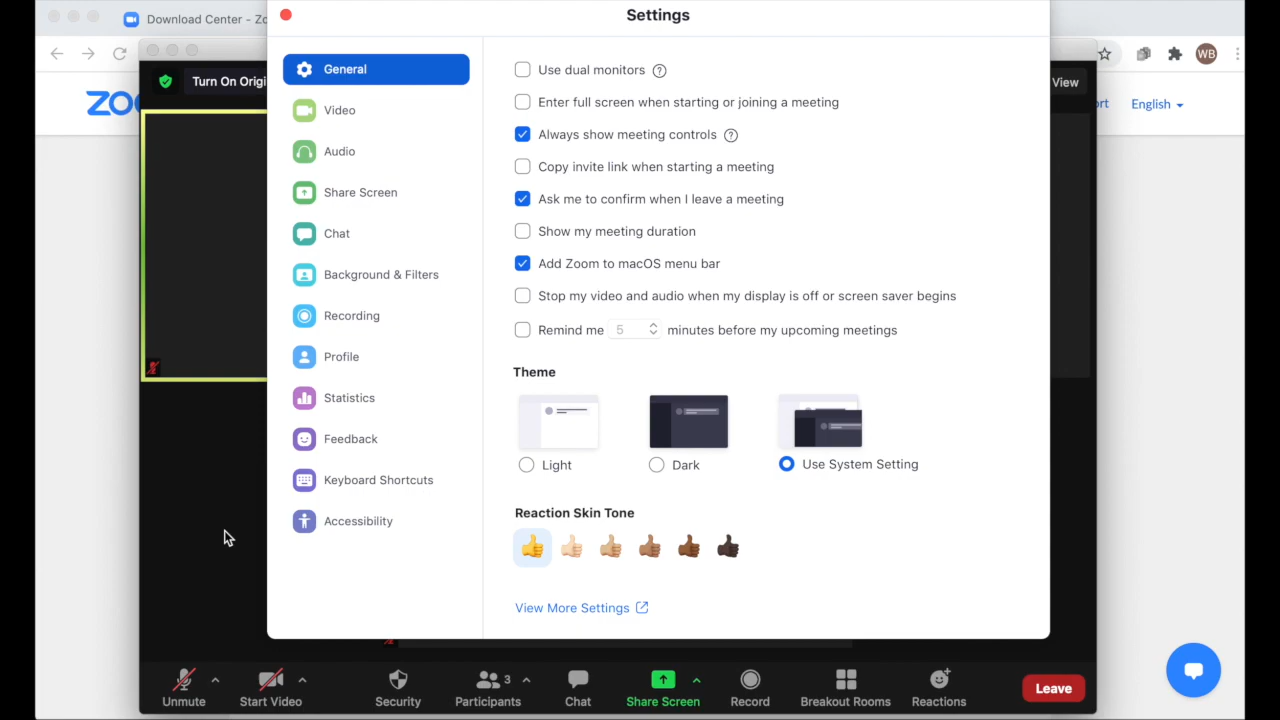 Download Center - Zo
Settings
WB
Turn On Origi
View
ZOO
ort
English
General
Video
Audio
Share Screen
Chat
Background & Filters
Recording
Profile
Statistics
Feedback
Keyboard Shortcuts
Accessibility
Use dual monitors ?
Enter full screen when starting or joining a meeting
Always show meeting controls ?
Copy invite link when starting a meeting
Ask me to confirm when I leave a meeting
Show my meeting duration
Add Zoom to macOS menu bar
Stop my video and audio when my display is off or screen saver begins
Remind me 5 minutes before my upcoming meetings
Theme
Light
Dark
Use System Setting
Reaction Skin Tone
View More Settings
Unmute
Start Video
Security
Participants 3
Chat
Share Screen
Record
Breakout Rooms
Reactions
Leave